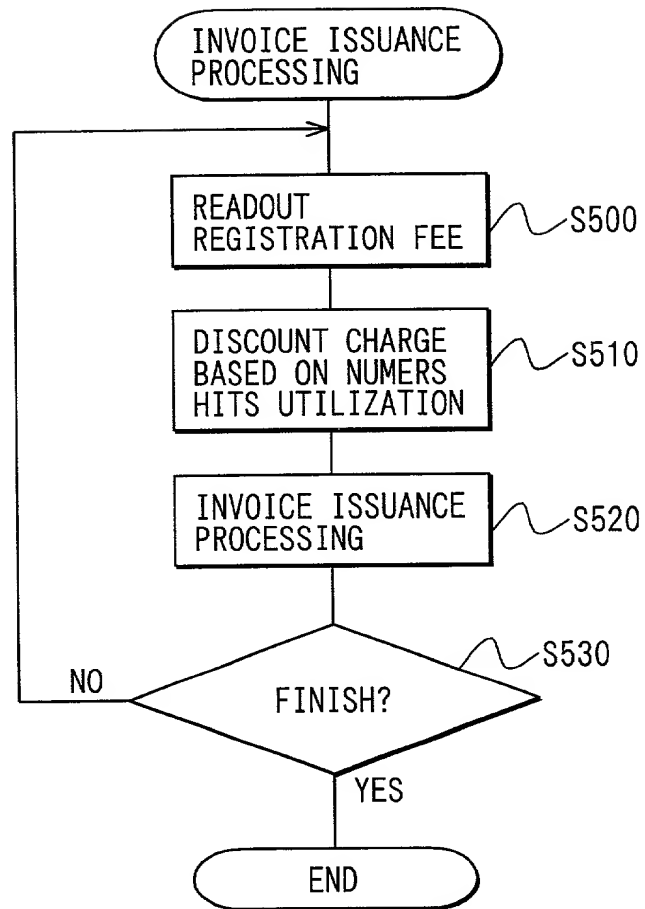 INVOICE ISSUANCE
PROCESSING
READOUT
REGISTRATION FEE
S500
DISCOUNT CHARGE
BASED ON NUMERS
HITS UTILIZATION
S510
INVOICE ISSUANCE
PROCESSING
S520
S530
NO
FINISH?
YES
END